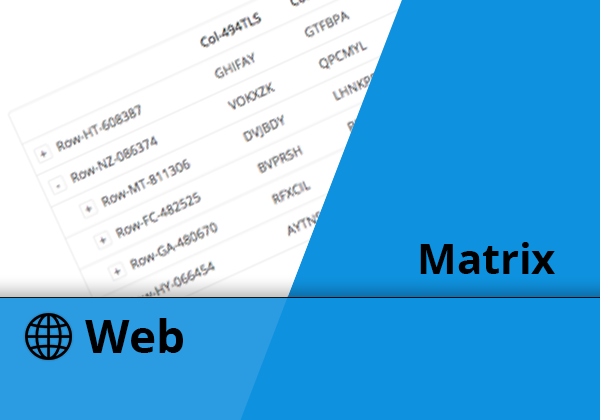 Col-494TLS
GHIFAY GTFBPA
+ Row-HT-608387 VOKXZK QPCMYL
- Row-NZ-086374 DVJBDY
+ Row-MT-811306 BVPRSH
+ Row-FC-482525 RFXCIL
+ Row-GA-480670
Matrix
Web